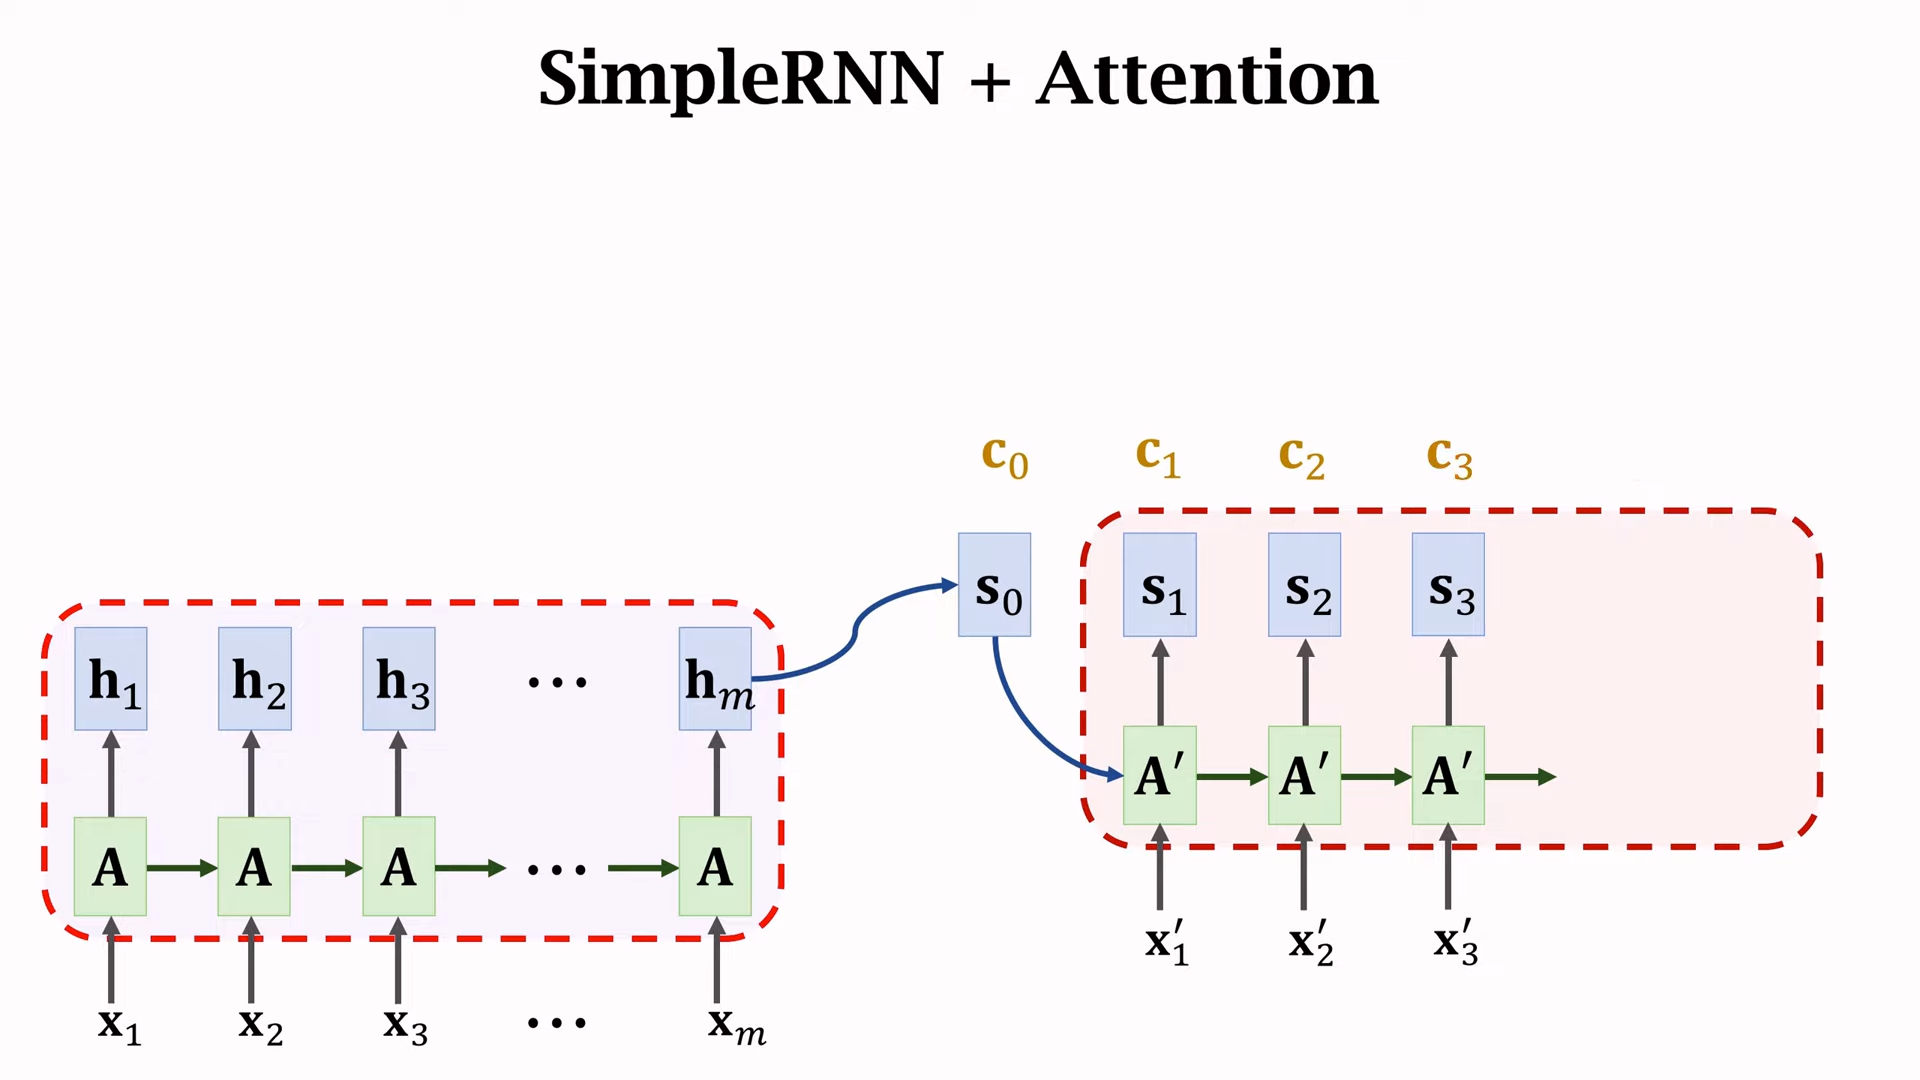 SimpleRNN + Attention
c₀ c₁ c₂ c₃
s₀ s₁ s₂ s₃
h₁ h₂ h₃ ⋯ hₘ
A′ A′ A′
A A A ⋯ A
x′₁ x′₂ x′₃
x₁ x₂ x₃ ⋯ xₘ